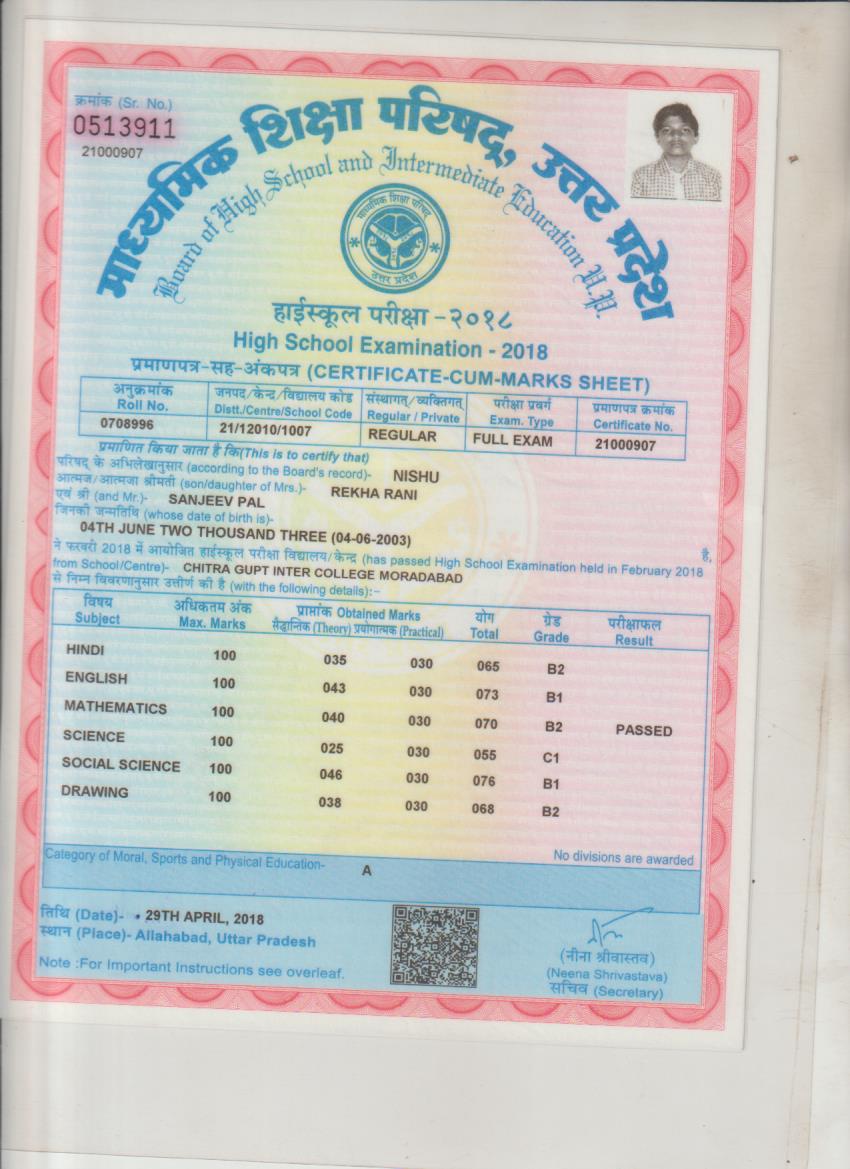 क्रमांक (Sr. No.)
0513911
21000907
माध्यमिक शिक्षा परिषद्, उत्तर प्रदेश
Board of High School and Intermediate Education U.P.
माध्यमिक शिक्षा परिषद
उत्तर प्रदेश
हाईस्कूल परीक्षा -२०१८
High School Examination - 2018
प्रमाणपत्र-सह-अंकपत्र (CERTIFICATE-CUM-MARKS SHEET)
अनुक्रमांक जनपद/केन्द्र/विद्यालय कोड संस्थागत/व्यक्तिगत परीक्षा प्रवर्ग प्रमाणपत्र क्रमांक
Roll No. Distt./Centre/School Code Regular / Private Exam. Type Certificate No.
0708996 21/12010/1007 REGULAR FULL EXAM 21000907
प्रमाणित किया जाता है कि(This is to certify that)
परिषद् के अभिलेखानुसार (according to the Board's record)- NISHU
आत्मज/आत्मजा श्रीमती (son/daughter of Mrs.)- REKHA RANI
एवं श्री (and Mr.)- SANJEEV PAL
जिनकी जन्मतिथि (whose date of birth is)-
04TH JUNE TWO THOUSAND THREE (04-06-2003) है,
ने फरवरी 2018 में आयोजित हाईस्कूल परीक्षा विद्यालय/केन्द्र (has passed High School Examination held in February 2018
from School/Centre)- CHITRA GUPT INTER COLLEGE MORADABAD
से निम्न विवरणानुसार उत्तीर्ण की है (with the following details):-
विषय अधिकतम अंक प्राप्तांक Obtained Marks योग ग्रेड परीक्षाफल
Subject Max. Marks सैद्धान्तिक (Theory) प्रयोगात्मक (Practical) Total Grade Result
HINDI 100 035 030 065 B2
ENGLISH 100 043 030 073 B1
MATHEMATICS 100 040 030 070 B2 PASSED
SCIENCE 100 025 030 055 C1
SOCIAL SCIENCE 100 046 030 076 B1
DRAWING 100 038 030 068 B2
Category of Moral, Sports and Physical Education- A No divisions are awarded
तिथि (Date)- 29TH APRIL, 2018
स्थान (Place)- Allahabad, Uttar Pradesh
Note :For Important Instructions see overleaf.
(नीना श्रीवास्तव)
(Neena Shrivastava)
सचिव (Secretary)